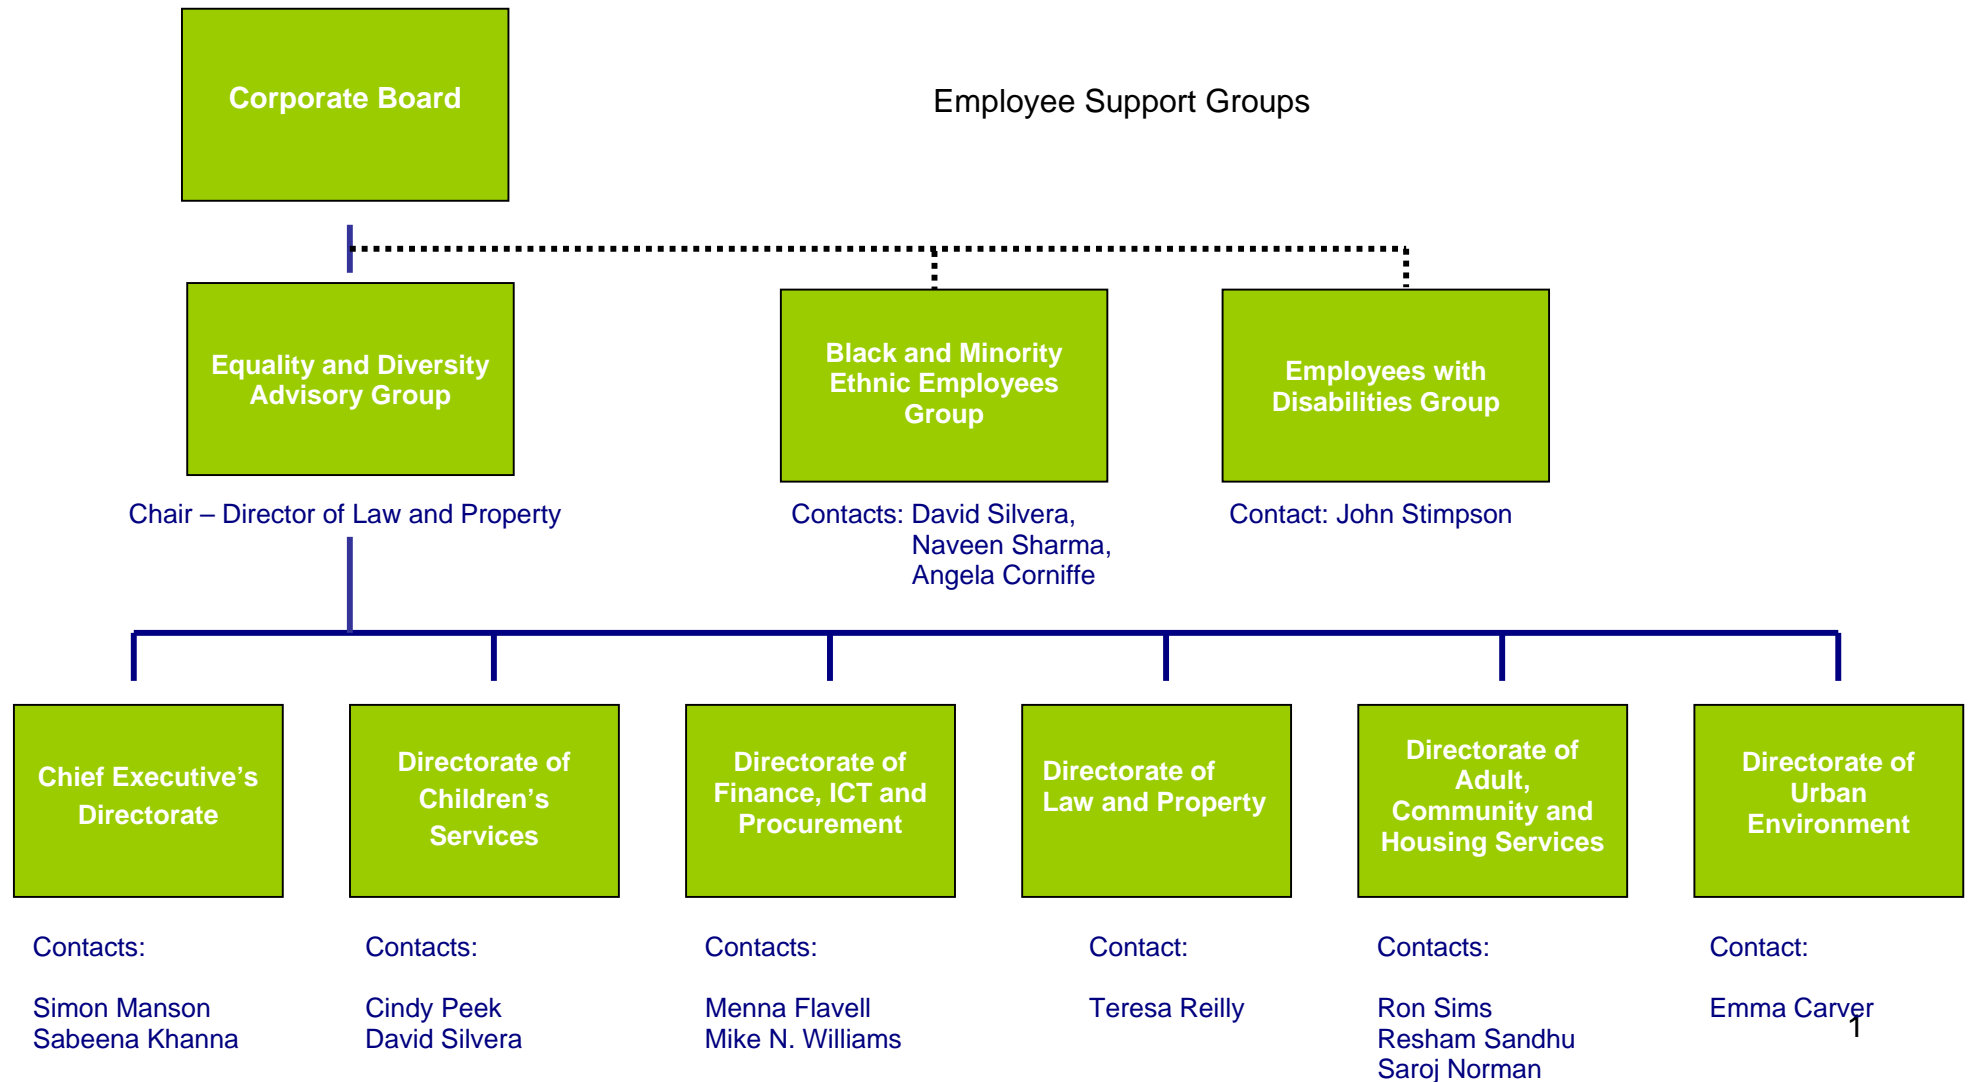 Corporate Board
Employee Support Groups
Equality and Diversity
Advisory Group
Black and Minority
Ethnic Employees
Group
Employees with
Disabilities Group
Chair – Director of Law and Property
Contacts: David Silvera,
Naveen Sharma,
Angela Corniffe
Contact: John Stimpson
Chief Executive’s
Directorate
Directorate of
Children’s
Services
Directorate of
Finance, ICT and
Procurement
Directorate of
Law and Property
Directorate of
Adult,
Community and
Housing Services
Directorate of
Urban
Environment
Contacts:
Simon Manson
Sabeena Khanna
Contacts:
Cindy Peek
David Silvera
Contacts:
Menna Flavell
Mike N. Williams
Contact:
Teresa Reilly
Contacts:
Ron Sims
Resham Sandhu
Saroj Norman
Contact:
Emma Carver
1